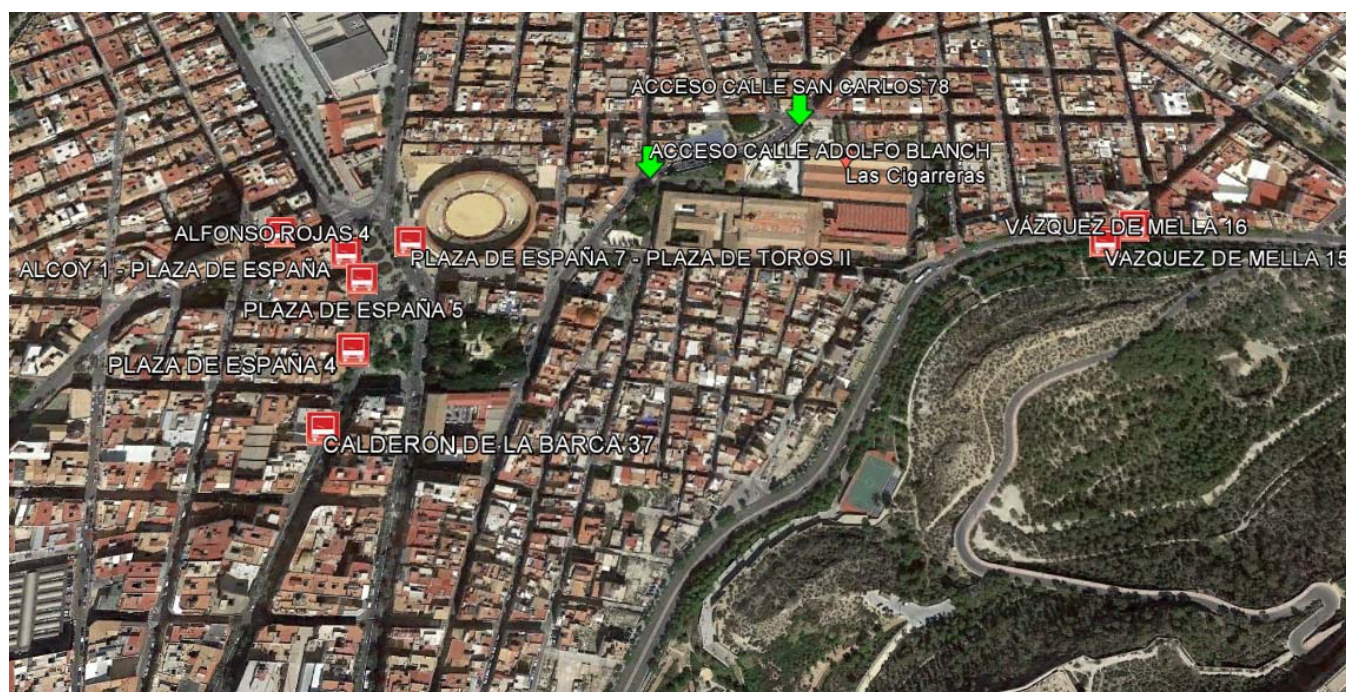 ACCESO CALLE SAN CARLOS 78
ACCESO CALLE ADOLFO BLANCH
Las Cigarreras
ALFONSO ROJAS 4
VÁZQUEZ DE MELLA 16
ALCOY 1 - PLAZA DE ESPAÑA
PLAZA DE ESPAÑA 7 - PLAZA DE TOROS II
VAZQUEZ DE MELLA 15
PLAZA DE ESPAÑA 5
PLAZA DE ESPAÑA 4
CALDERÓN DE LA BARCA 37